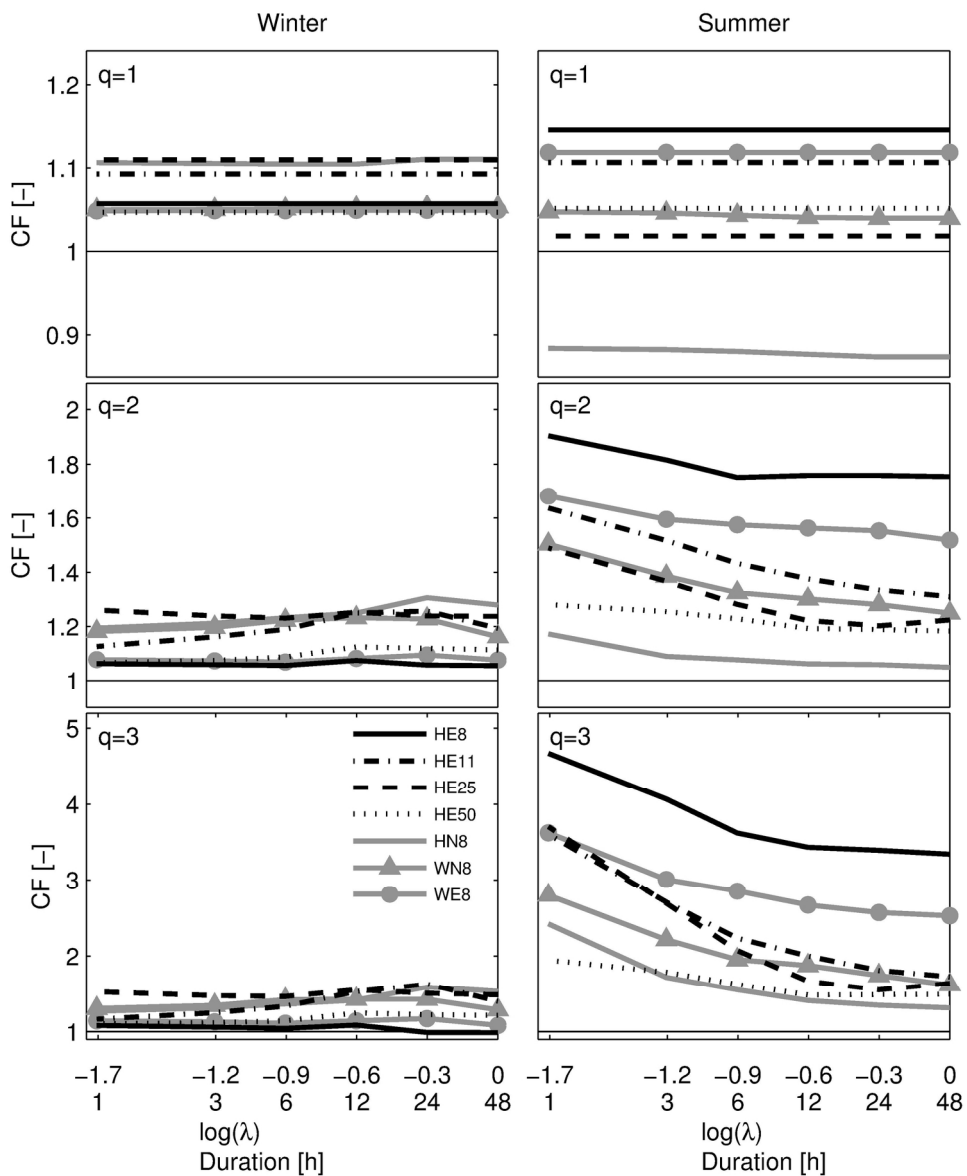 Winter
Summer
q=1
q=1
1.2
1.1
1
0.9
CF [-]
q=2
q=2
2
1.8
1.6
1.4
1.2
1
CF [-]
q=3
q=3
5
4
3
2
1
CF [-]
HE8
HE11
HE25
HE50
HN8
WN8
WE8
−1.7 −1.2 −0.9 −0.6 −0.3 0
1 3 6 12 24 48
log(λ)
Duration [h]
−1.7 −1.2 −0.9 −0.6 −0.3 0
1 3 6 12 24 48
log(λ)
Duration [h]